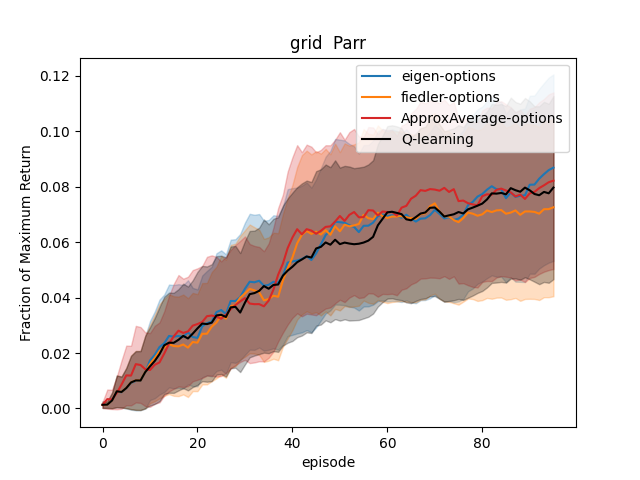 grid Parr
Fraction of Maximum Return
0.12
0.10
0.08
0.06
0.04
0.02
0.00
eigen-options
fiedler-options
ApproxAverage-options
Q-learning
0 20 40 60 80
episode